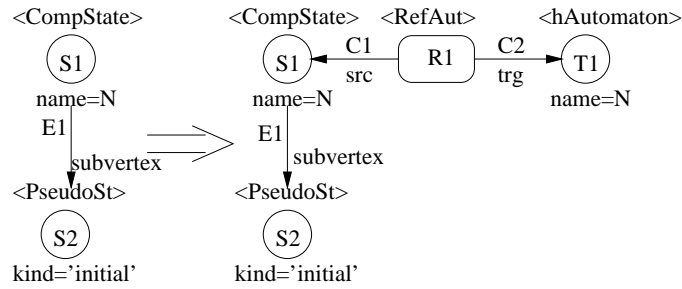 <CompState>
S1
name=N
E1
subvertex
<PseudoSt>
S2
kind='initial'
<CompState> <RefAut> <hAutomaton>
S1 C1 R1 C2 T1
src trg
name=N name=N
E1
subvertex
<PseudoSt>
S2
kind='initial'